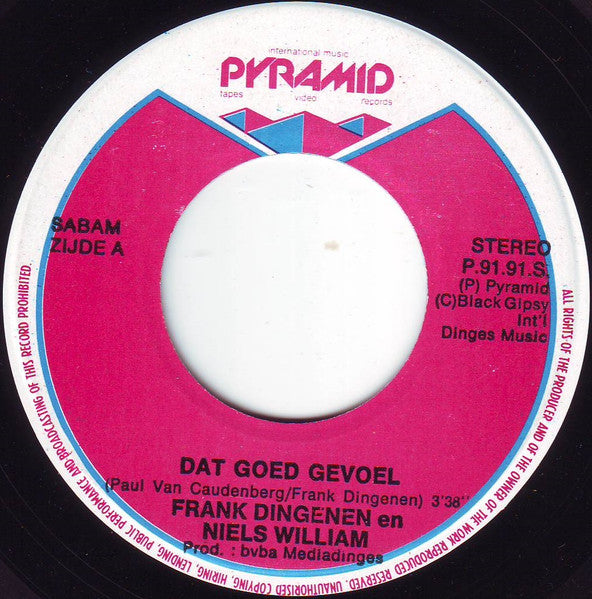 international music
PYRAMID
tapes video records
SABAM
ZIJDE A
STEREO
P.91.91.S.
(P) Pyramid
(C)Black Gipsy
Int'l
Dinges Music
DAT GOED GEVOEL
(Paul Van Caudenberg/Frank Dingenen) 3'38''
FRANK DINGENEN en
NIELS WILLIAM
Prod. : bvba Mediadinges
ALL RIGHTS OF THE PRODUCER AND OF THE OWNER OF THE WORK REPRODUCED RESERVED. UNAUTHORISED COPYING, HIRING, LENDING, PUBLIC PERFORMANCE AND BROADCASTING OF THIS RECORD PROHIBITED.